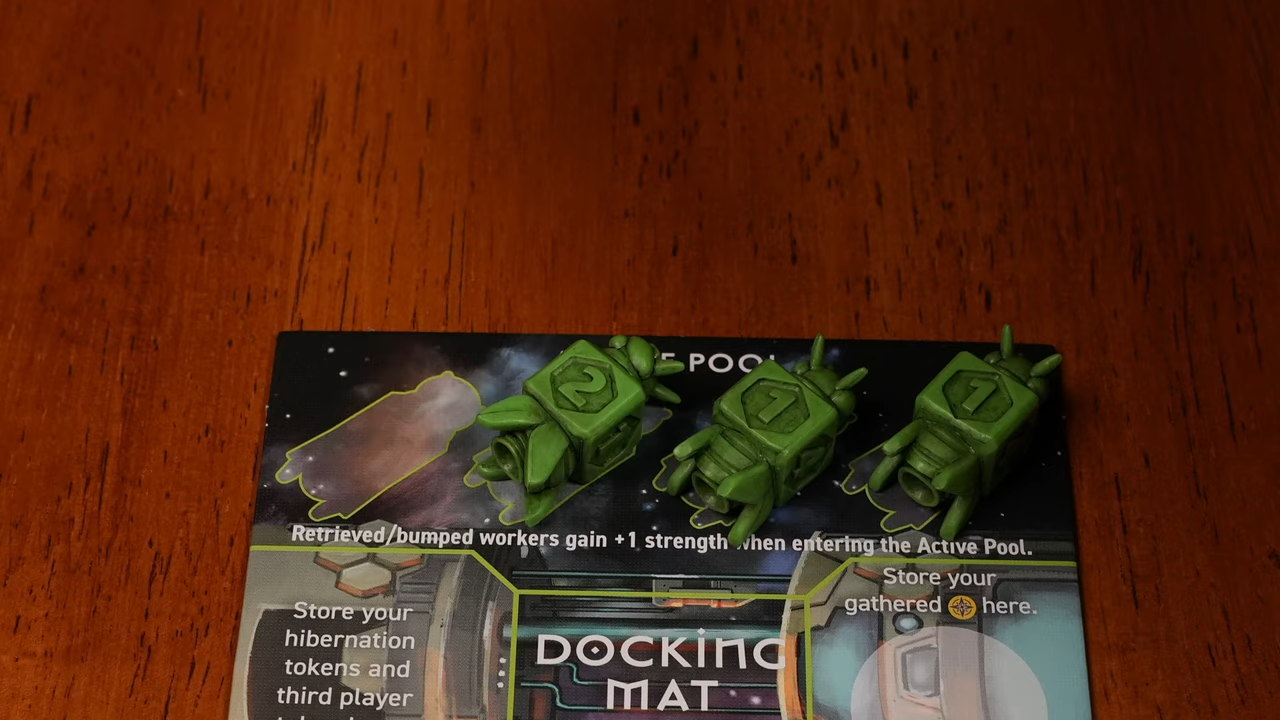 POOL
2
1
1
Retrieved/bumped workers gain +1 strength when entering the Active Pool.
Store your
gathered here.
Store your
hibernation
tokens and
third player
DOCKING
MAT